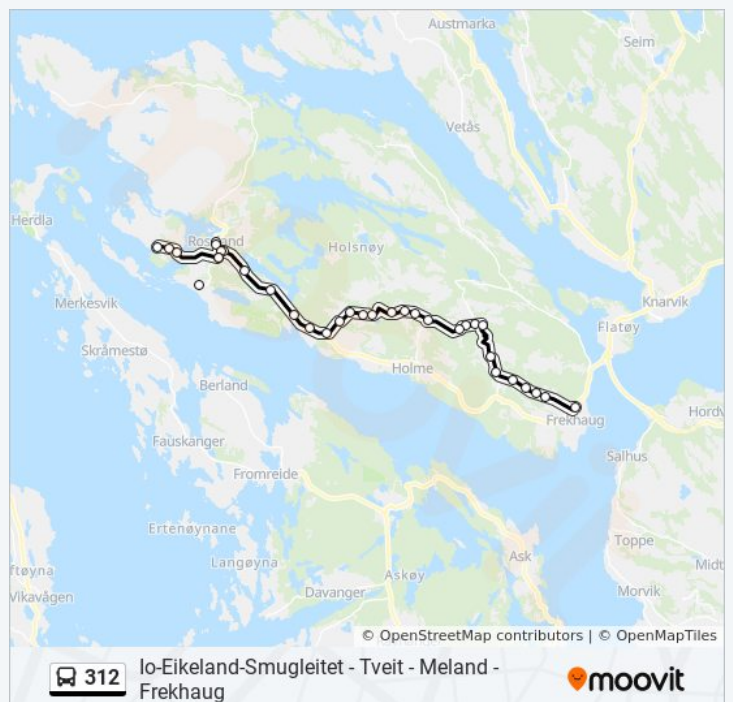 Austmarka
Seim
Vetås
Herdla
Rossland
Holsnøy
Merkesvik
Knarvik
Flatøy
Skråmestø
Holme
Berland
Frekhaug
Hordv
Fauskanger
Salhus
Fromreide
Ertenøynane
Toppe
Ask
Langøyna
ftøyna
Askøy
Midt
Davanger
Morvik
Vikavågen
© OpenStreetMap contributors | © OpenMapTiles
312
Io-Eikeland-Smugleitet - Tveit - Meland -
Frekhaug
moovit